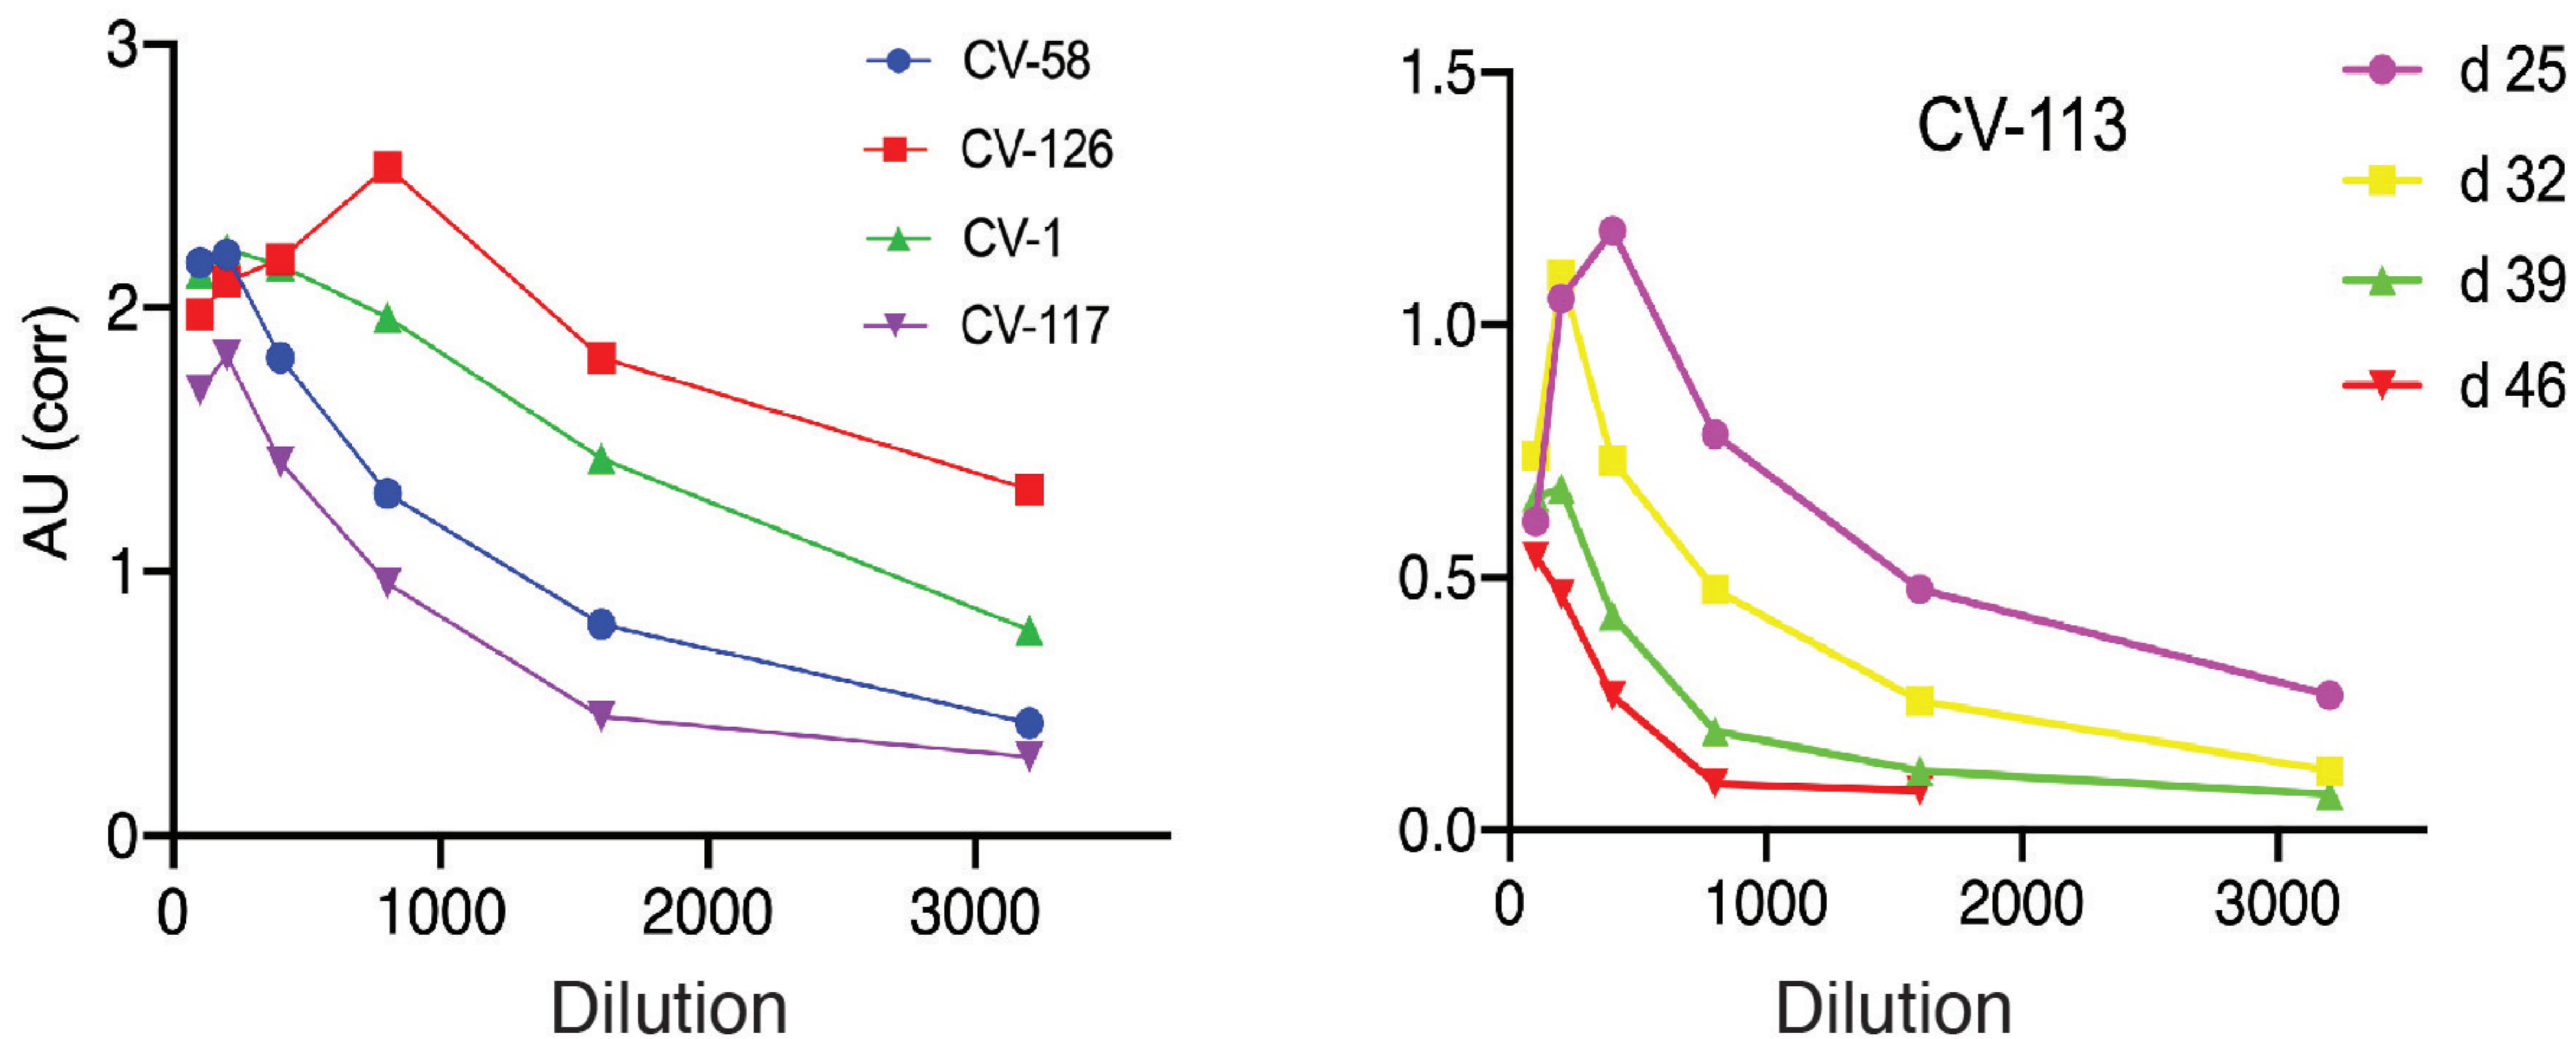 AU (corr)
3
2
1
0
0 1000 2000 3000
Dilution
CV-58
CV-126
CV-1
CV-117
CV-113
1.5
1.0
0.5
0.0
0 1000 2000 3000
Dilution
d 25
d 32
d 39
d 46